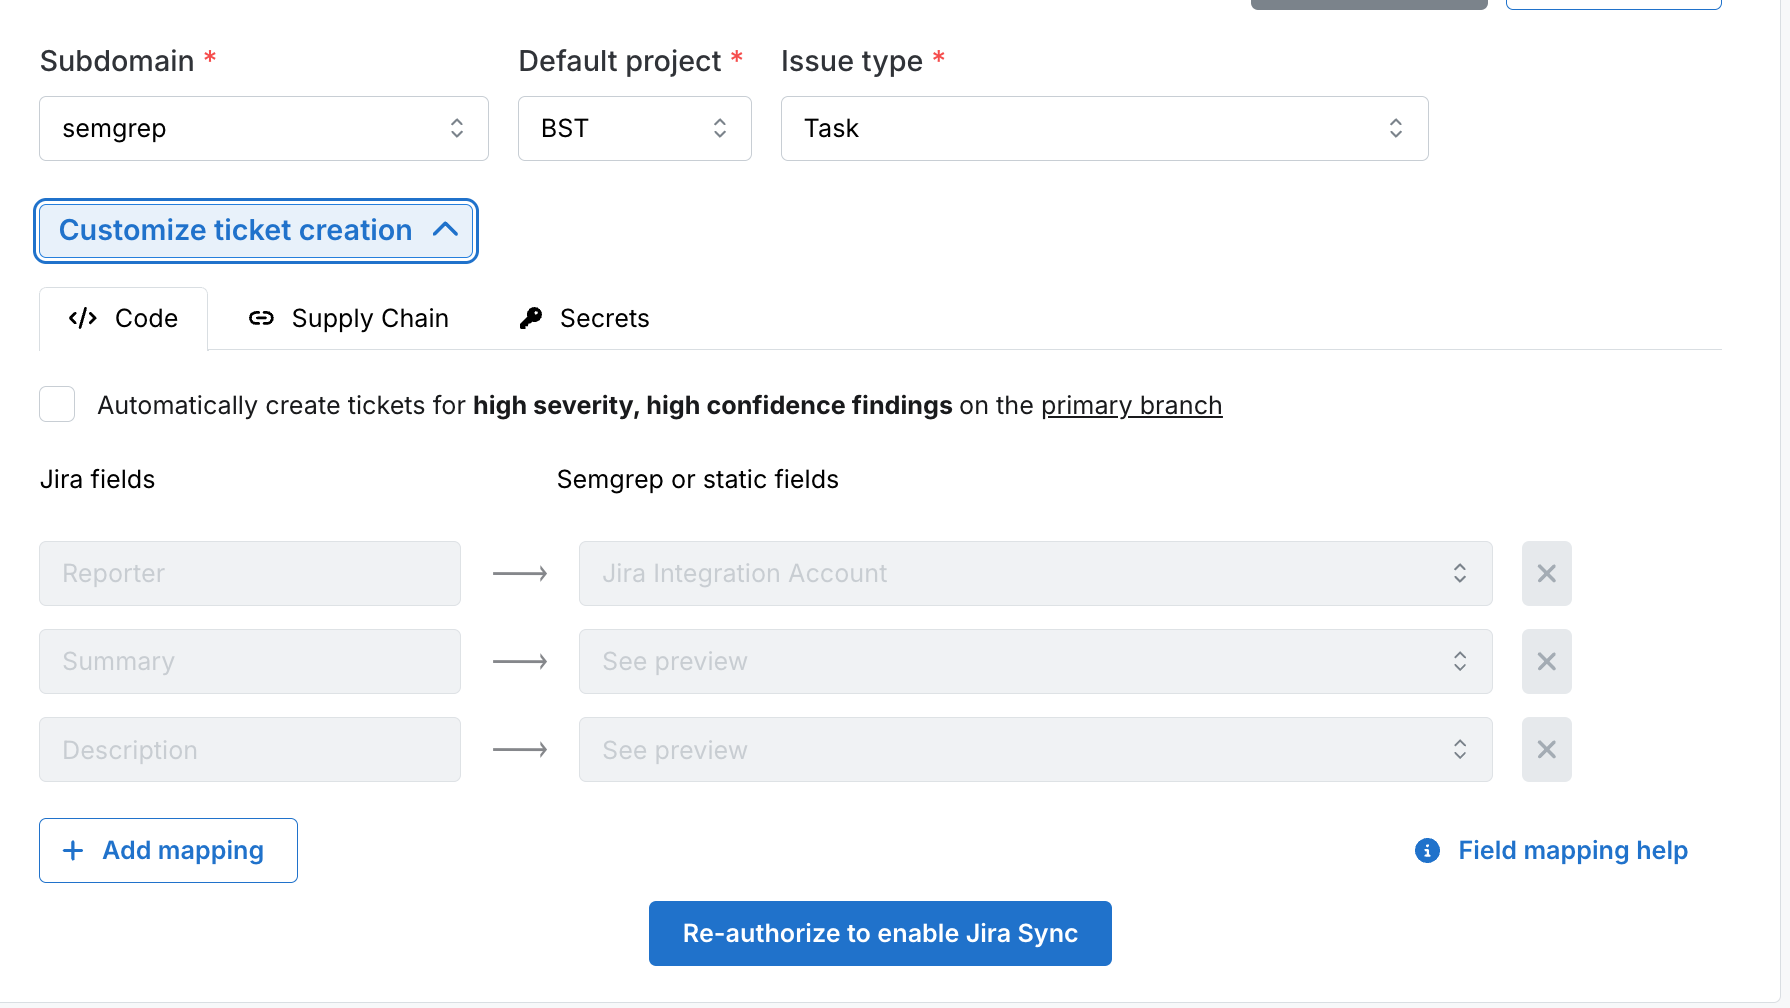 Subdomain *
Default project *
Issue type *
semgrep
BST
Task
Customize ticket creation
Code
Supply Chain
Secrets
Automatically create tickets for high severity, high confidence findings on the primary branch
Jira fields
Semgrep or static fields
Reporter
Jira Integration Account
Summary
See preview
Description
See preview
Add mapping
Field mapping help
Re-authorize to enable Jira Sync